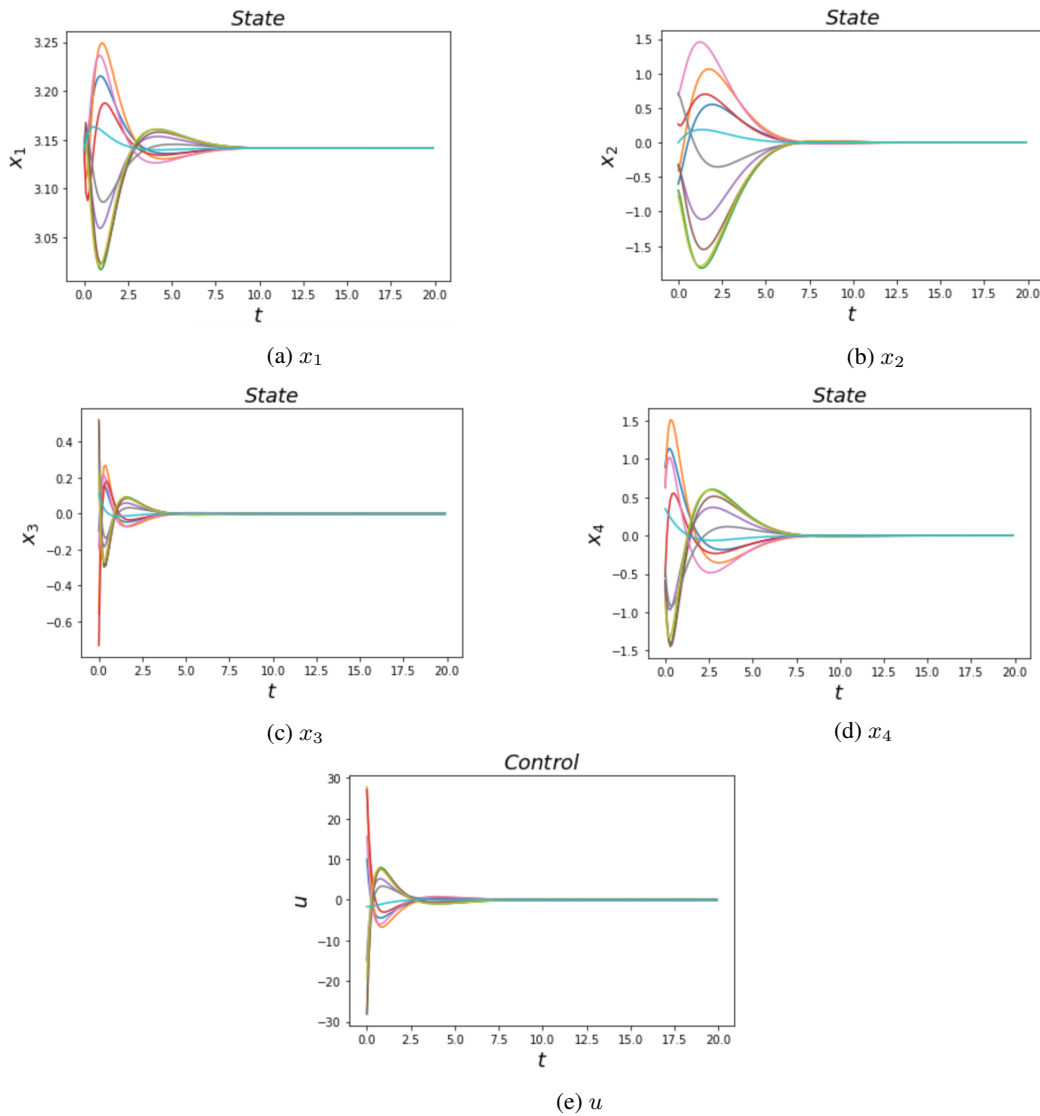 State
3.25
3.20
3.15
3.10
3.05
x₁
0.0 2.5 5.0 7.5 10.0 12.5 15.0 17.5 20.0
t
(a) x₁
State
1.5
1.0
0.5
0.0
−0.5
−1.0
−1.5
x₂
0.0 2.5 5.0 7.5 10.0 12.5 15.0 17.5 20.0
t
(b) x₂
State
0.4
0.2
0.0
−0.2
−0.4
−0.6
x₃
0.0 2.5 5.0 7.5 10.0 12.5 15.0 17.5 20.0
t
(c) x₃
State
1.5
1.0
0.5
0.0
−0.5
−1.0
−1.5
x₄
0.0 2.5 5.0 7.5 10.0 12.5 15.0 17.5 20.0
t
(d) x₄
Control
30
20
10
0
−10
−20
−30
u
0.0 2.5 5.0 7.5 10.0 12.5 15.0 17.5 20.0
t
(e) u